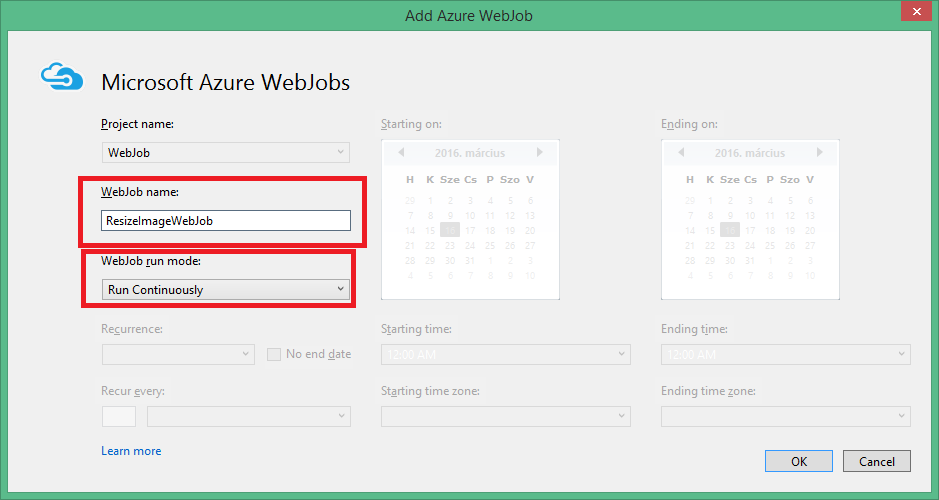 Add Azure WebJob
Microsoft Azure WebJobs
Project name:
WebJob
WebJob name:
ResizeImageWebJob
WebJob run mode:
Run Continuously
Recurrence:
No end date
Recur every:
Learn more
Starting on:
2016. március
H K Sze Cs P Szo V
29 1 2 3 4 5 6
7 8 9 10 11 12 13
14 15 16 17 18 19 20
21 22 23 24 25 26 27
28 29 30 31 1 2 3
4 5 6 7 8 9 10
Starting time:
12:00 AM
Starting time zone:
Ending on:
2016. március
H K Sze Cs P Szo V
29 1 2 3 4 5 6
7 8 9 10 11 12 13
14 15 16 17 18 19 20
21 22 23 24 25 26 27
28 29 30 31 1 2 3
4 5 6 7 8 9 10
Ending time:
12:00 AM
Ending time zone:
OK
Cancel